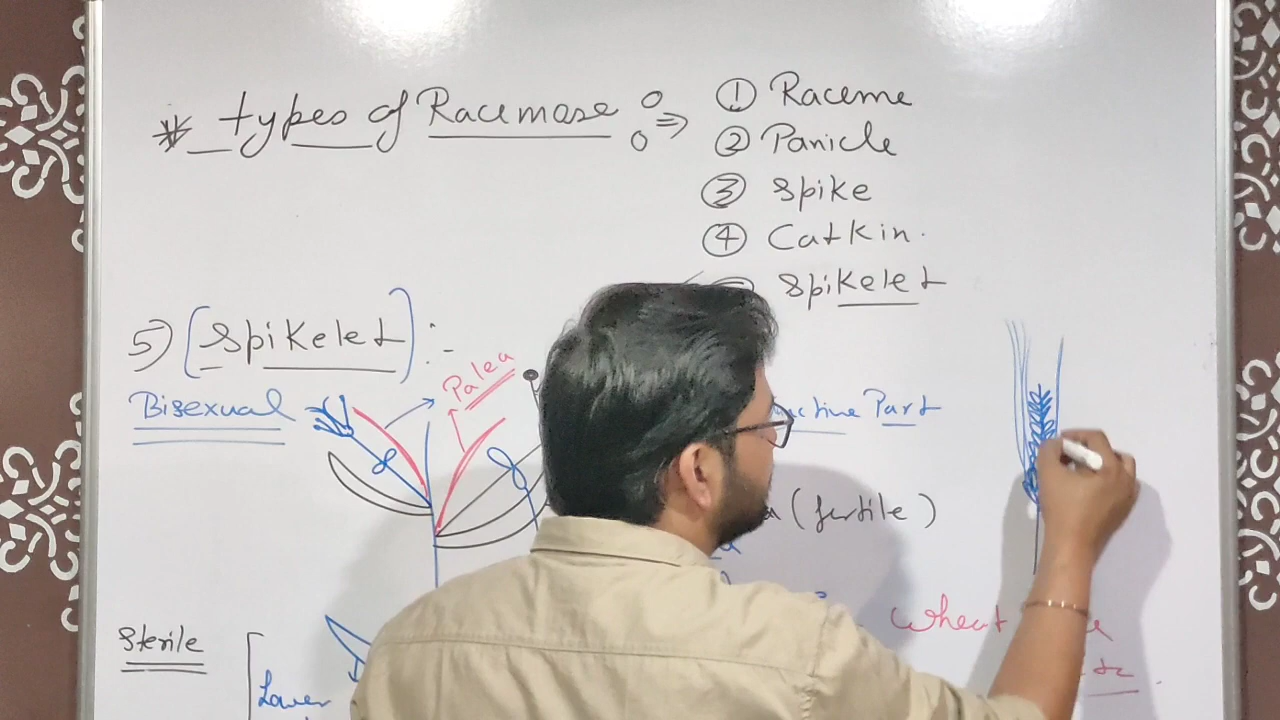 * types of Racemose :⇒
① Raceme
② Panicle
③ Spike
④ Catkin.
Spikelet
5) [Spikelet] :-
Bisexual
Palea
Part
(fertile)
Wheat
Sterile
Lower